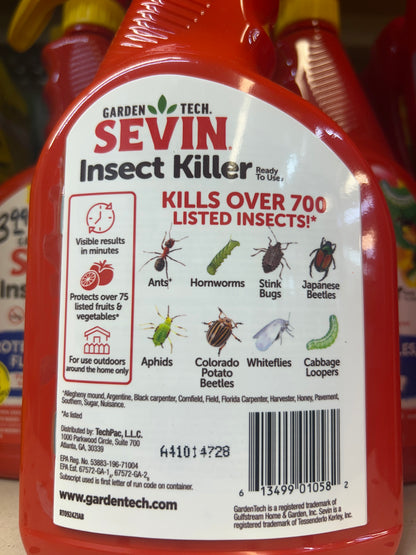 GARDEN TECH.
SEVIN
Insect Killer Ready
To Use
KILLS OVER 700
LISTED INSECTS!*
Visible results
in minutes
Protects over 75
listed fruits &
vegetables*
For use outdoors
around the home only
Ants*
Hornworms
Stink
Bugs
Japanese
Beetles
Aphids
Colorado
Potato
Beetles
Whiteflies
Cabbage
Loopers
*Allegheny mound, Argentine, Black carpenter, Cornfield, Field, Florida Carpenter, Harvester, Honey, Pavement,
Southern, Sugar, Nuisance.
*As listed
Distributed by: TechPac, L.L.C.
1000 Parkwood Circle, Suite 700
Atlanta, GA, 30339
A41014728
EPA Reg. No. 53883-196-71004
EPA Est. 67572-GA-1, 67572-GA-2,
Subscript used is first letter of run code on container.
www.gardentech.com
6 13499 01058 2
GardenTech is a registered trademark of
Gulfstream Home & Garden, Inc. Sevin is a
registered trademark of Tessenderlo Kerley, Inc.